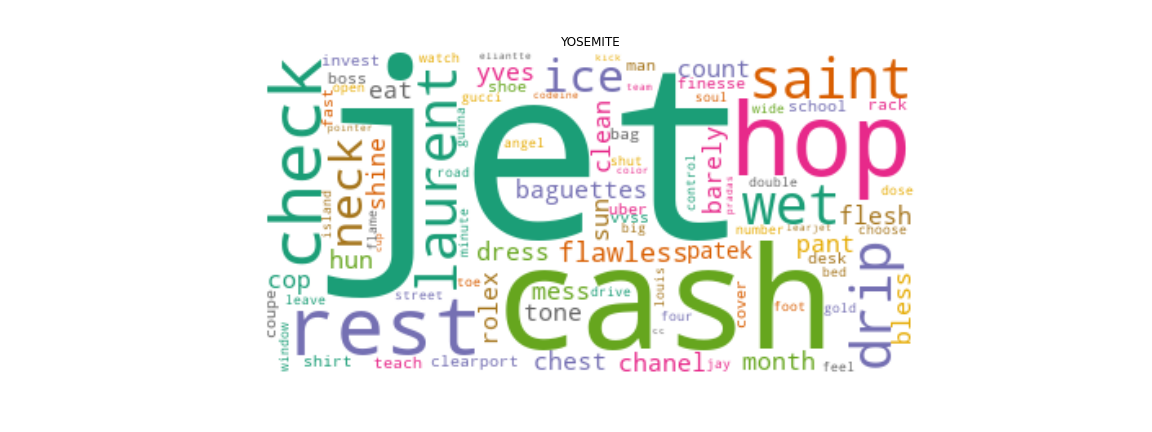 YOSEMITE
jet
cash
hop
rest
check
saint
laurent
ice
wet
drip
neck
yves
eat
count
man
watch
eliantte
kick
invest
boss
open
fast
pointer
shine
gucci
shoe
codeine
team
finesse
soul
wide
school
rack
gunna
angel
clean
bag
shut
color
road
control
barely
pradas
double
dose
baguettes
uber
vvss
big
sun
number
learjet
choose
flesh
island
flame
cup
minute
hun
dress
flawless
patek
pant
desk
bed
cop
leave
coupe
street
toe
rolex
mess
drive
tone
louis
four
cc
cover
foot
gold
bless
window
shirt
teach
clearport
chest
chanel
jay
month
feel